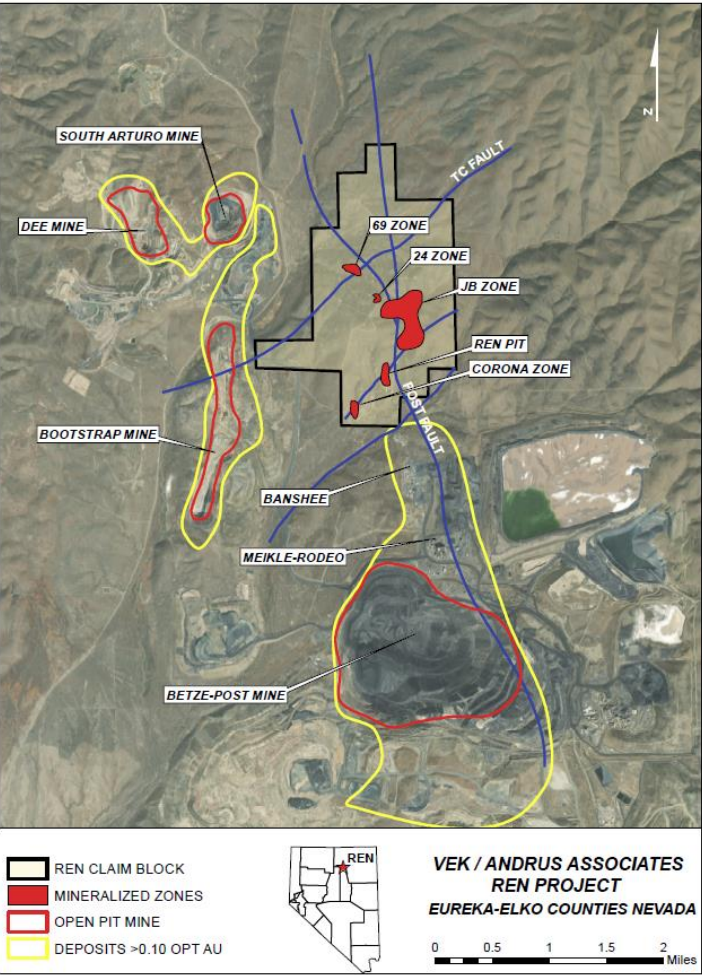 N
SOUTH ARTURO MINE
TC FAULT
DEE MINE
69 ZONE
24 ZONE
JB ZONE
REN PIT
CORONA ZONE
POST FAULT
BOOTSTRAP MINE
BANSHEE
MEIKLE-RODEO
BETZE-POST MINE
REN CLAIM BLOCK
MINERALIZED ZONES
OPEN PIT MINE
DEPOSITS >0.10 OPT AU
REN
VEK / ANDRUS ASSOCIATES
REN PROJECT
EUREKA-ELKO COUNTIES NEVADA
0 0.5 1 1.5 2
Miles